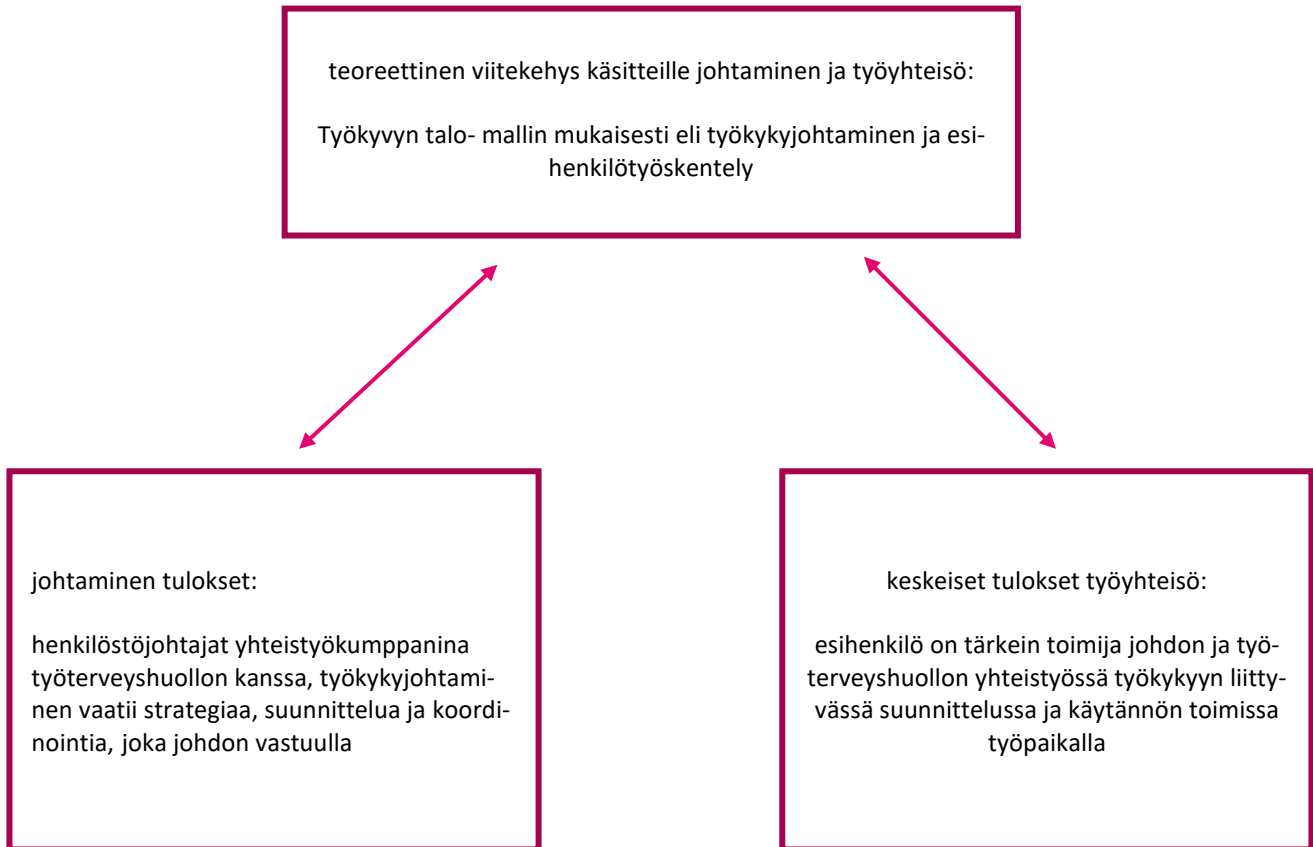 teoreettinen viitekehys käsitteille johtaminen ja työyhteisö:
Työkyvyn talo- mallin mukaisesti eli työkykyjohtaminen ja esi-
henkilötyöskentely
johtaminen tulokset:
henkilöstöjohtajat yhteistyökumppanina
työterveyshuollon kanssa, työkykyjohtami-
nen vaatii strategiaa, suunnittelua ja koordi-
nointia, joka johdon vastuulla
keskeiset tulokset työyhteisö:
esihenkilö on tärkein toimija johdon ja työ-
terveyshuollon yhteistyössä työkykyyn liitty-
vässä suunnittelussa ja käytännön toimissa
työpaikalla